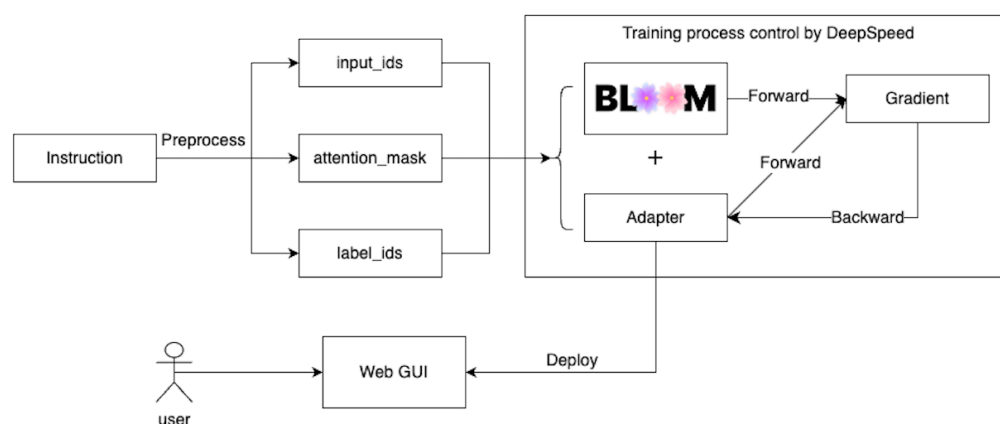 Training process control by DeepSpeed
input_ids
BLOOM
Forward
Gradient
Preprocess
Instruction
attention_mask
+
Forward
Adapter
Backward
label_ids
Web GUI
Deploy
user